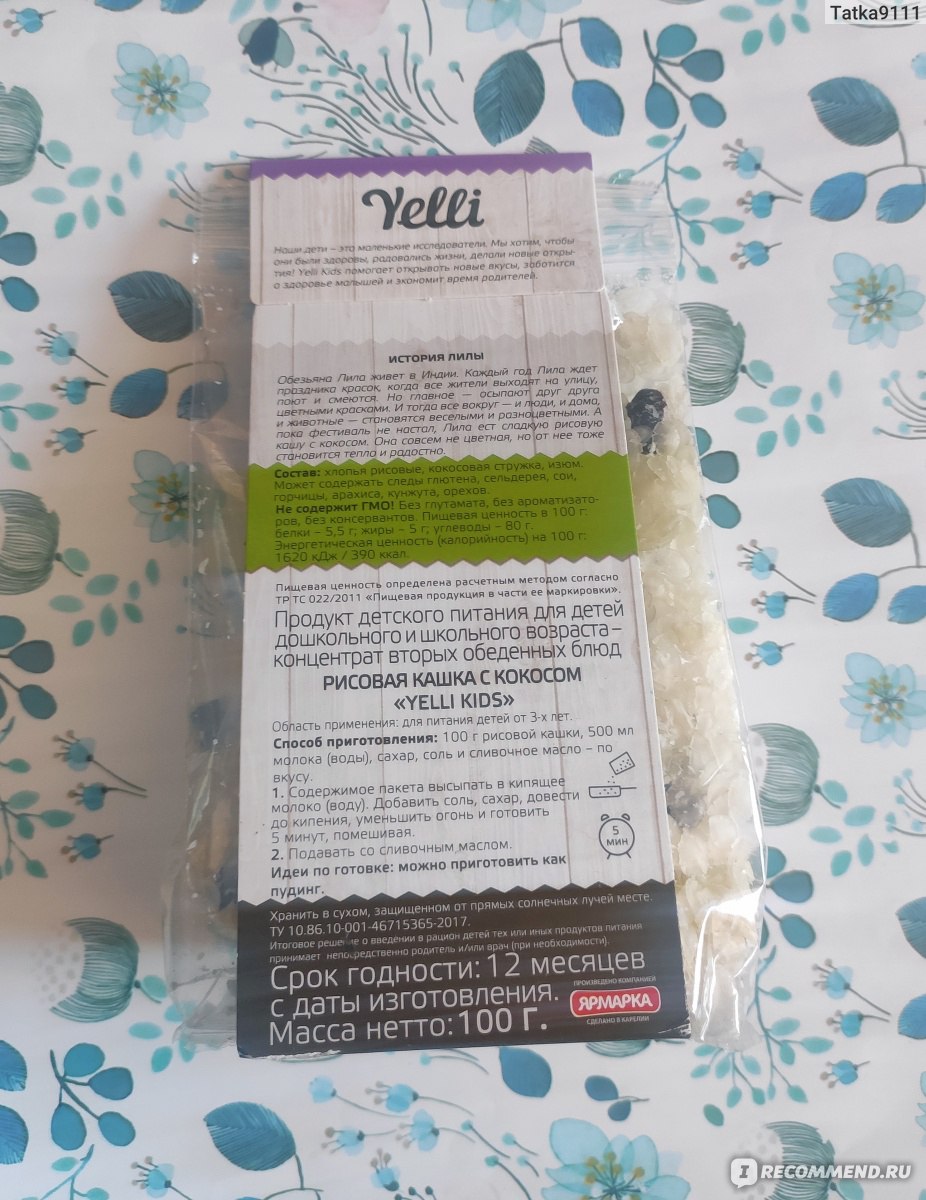 Tatka9111
Yelli
Наши дети – это маленькие исследователи. Мы хотим, чтобы
они были здоровы, радовались жизни, делали новые откры-
тия! Yelli Kids помогает открывать новые вкусы, заботится
о здоровье малышей и экономит время родителей.
ИСТОРИЯ ЛИЛЫ
Обезьяна Лила живет в Индии. Каждый год Лила ждет
праздника красок, когда все жители выходят на улицу,
поют и смеются. Но главное — осыпают друг друга
цветными красками. И тогда все вокруг — и люди, и дома,
и животные — становятся веселыми и разноцветными. А
пока фестиваль не настал, Лила ест сладкую рисовую
кашу с кокосом. Она совсем не цветная, но от нее тоже
становится тепло и радостно.
Состав: хлопья рисовые, кокосовая стружка, изюм.
Может содержать следы глютена, сельдерея, сои,
горчицы, арахиса, кунжута, орехов.
Не содержит ГМО! Без глутамата, без ароматизато-
ров, без консервантов. Пищевая ценность в 100 г:
белки – 5,5 г; жиры – 5 г; углеводы – 80 г.
Энергетическая ценность (калорийность) на 100 г:
1620 кДж / 390 ккал.
Пищевая ценность определена расчетным методом согласно
ТР ТС 022/2011 «Пищевая продукция в части ее маркировки».
Продукт детского питания для детей
дошкольного и школьного возраста –
концентрат вторых обеденных блюд
РИСОВАЯ КАШКА С КОКОСОМ
«YELLI KIDS»
Область применения: для питания детей от 3-х лет.
Способ приготовления: 100 г рисовой кашки, 500 мл
молока (воды), сахар, соль и сливочное масло – по
вкусу.
1. Содержимое пакета высыпать в кипящее
молоко (воду). Добавить соль, сахар, довести
до кипения, уменьшить огонь и готовить
5 минут, помешивая.
5
МИН
2. Подавать со сливочным маслом.
Идеи по готовке: можно приготовить как
пудинг.
Хранить в сухом, защищенном от прямых солнечных лучей месте.
ТУ 10.86.10-001-46715365-2017.
Итоговое решение о введении в рацион детей тех или иных продуктов питания
принимает непосредственно родитель и/или врач (при необходимости).
Срок годности: 12 месяцев
с даты изготовления.
Масса нетто: 100 г.
ПРОИЗВЕДЕНО КОМПАНИЕЙ
ЯРМАРКА
СДЕЛАНО В КАРЕЛИИ
IRECOMMEND.RU